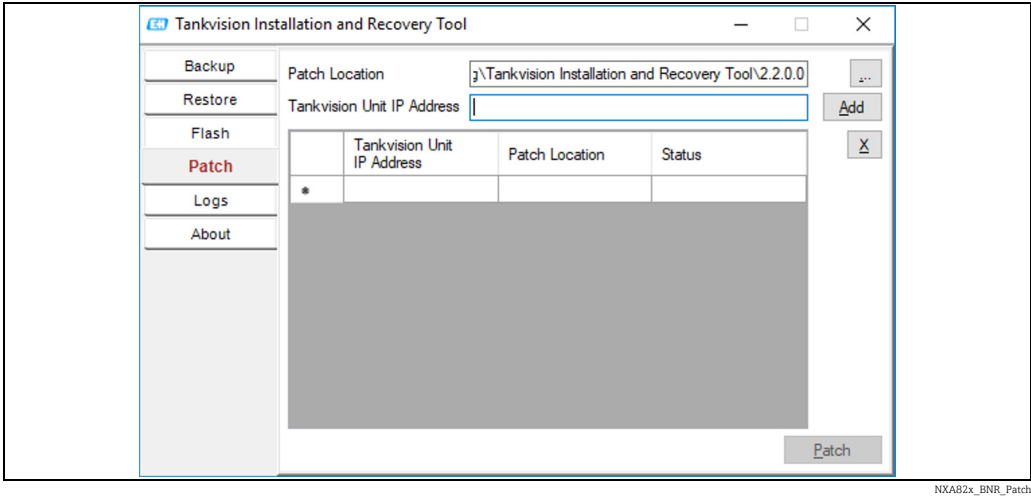 EH Tankvision Installation and Recovery Tool
Backup
Restore
Flash
Patch
Logs
About
Patch Location
g\Tankvision Installation and Recovery Tool\2.2.0.0
...
Tankvision Unit IP Address
Add
X
Tankvision Unit
IP Address
Patch Location
Status
*
Patch
NXA82x_BNR_Patch